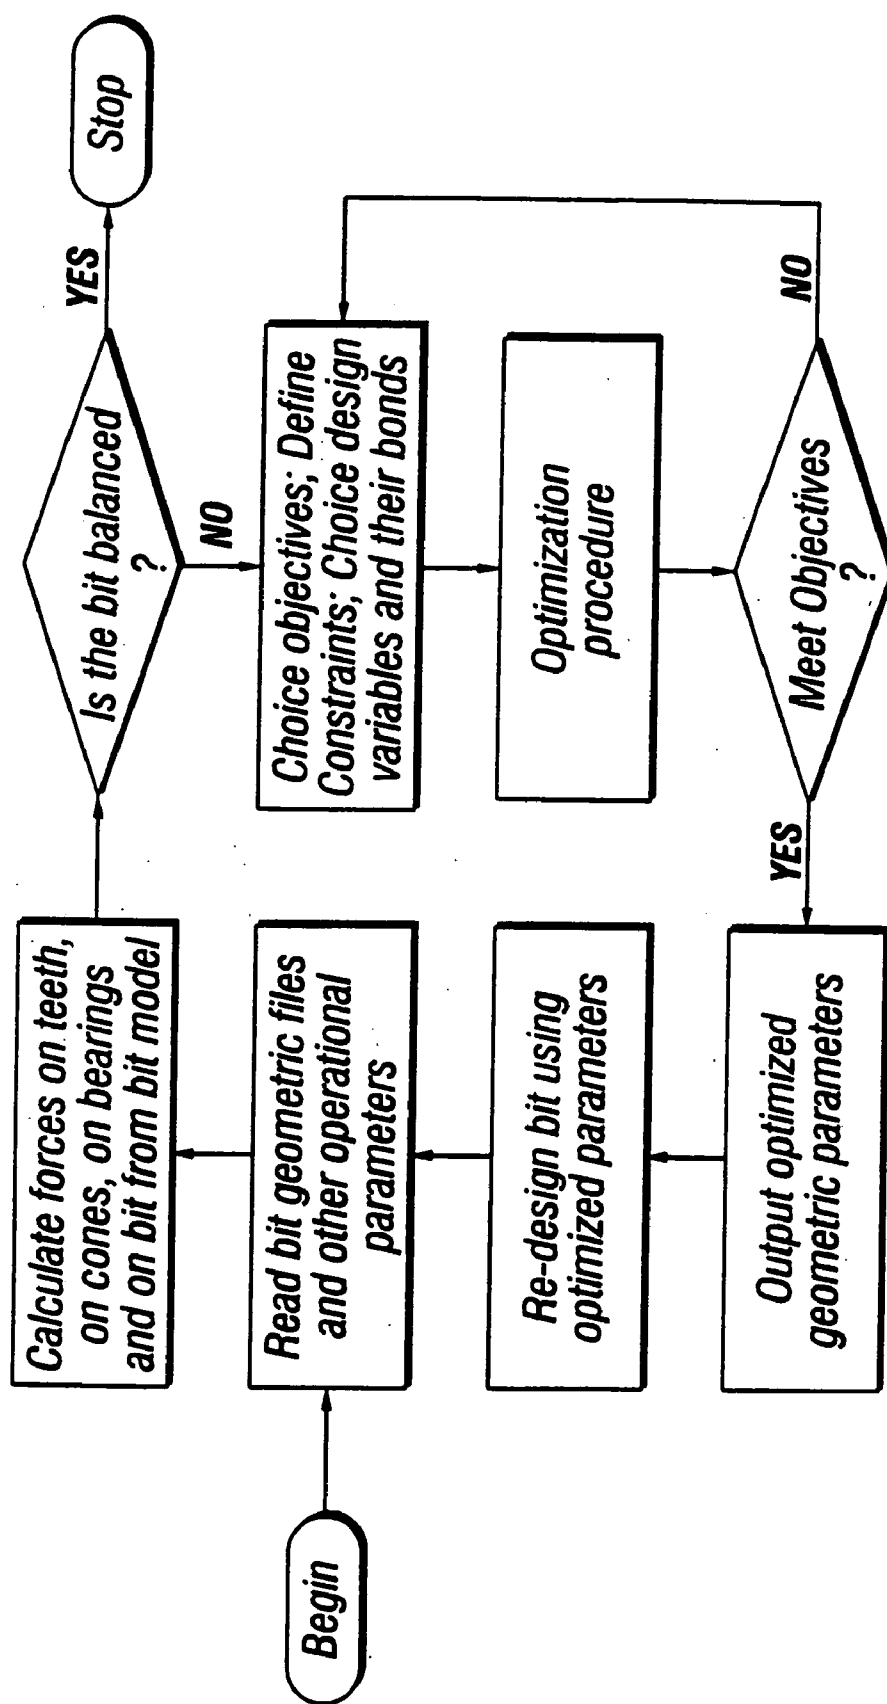 Begin
Read bit geometric files
and other operational
parameters
Calculate forces on teeth,
on cones, on bearings
and on bit from bit model
Is the bit balanced
?
YES
Stop
NO
Choice objectives; Define
Constraints; Choice design
variables and their bonds
Optimization
procedure
Meet Objectives
?
NO
YES
Output optimized
geometric parameters
Re-design bit using
optimized parameters